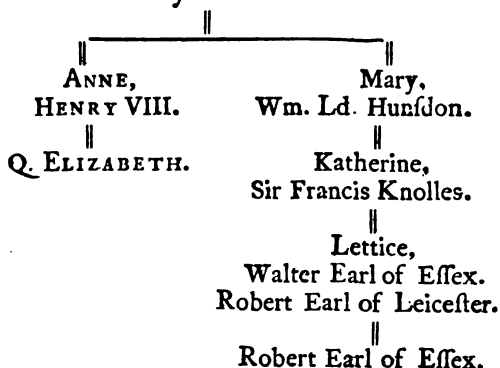 ANNE,
HENRY VIII.
Q. ELIZABETH.
Mary,
Wm. Ld. Hunſdon.
Katherine,
Sir Francis Knolles.
Lettice,
Walter Earl of Eſſex.
Robert Earl of Leiceſter.
Robert Earl of Eſſex.